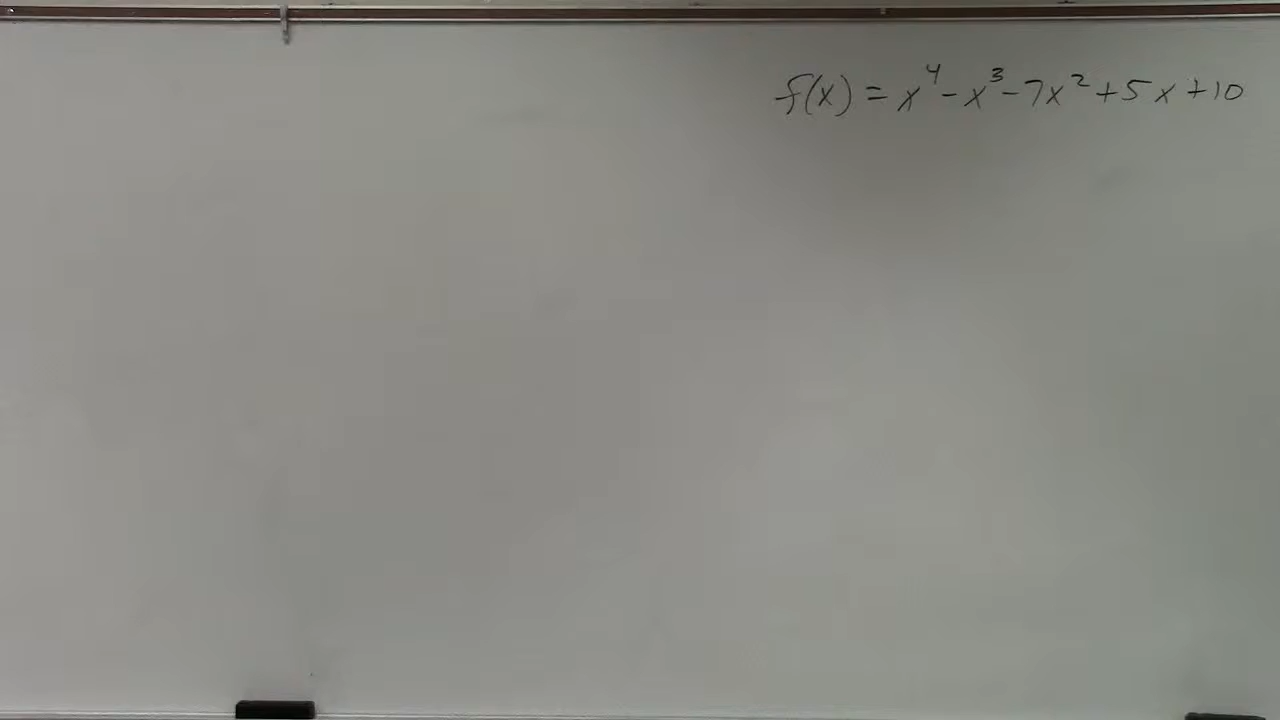 f(x) = x⁴ - x³ - 7x² + 5x + 10